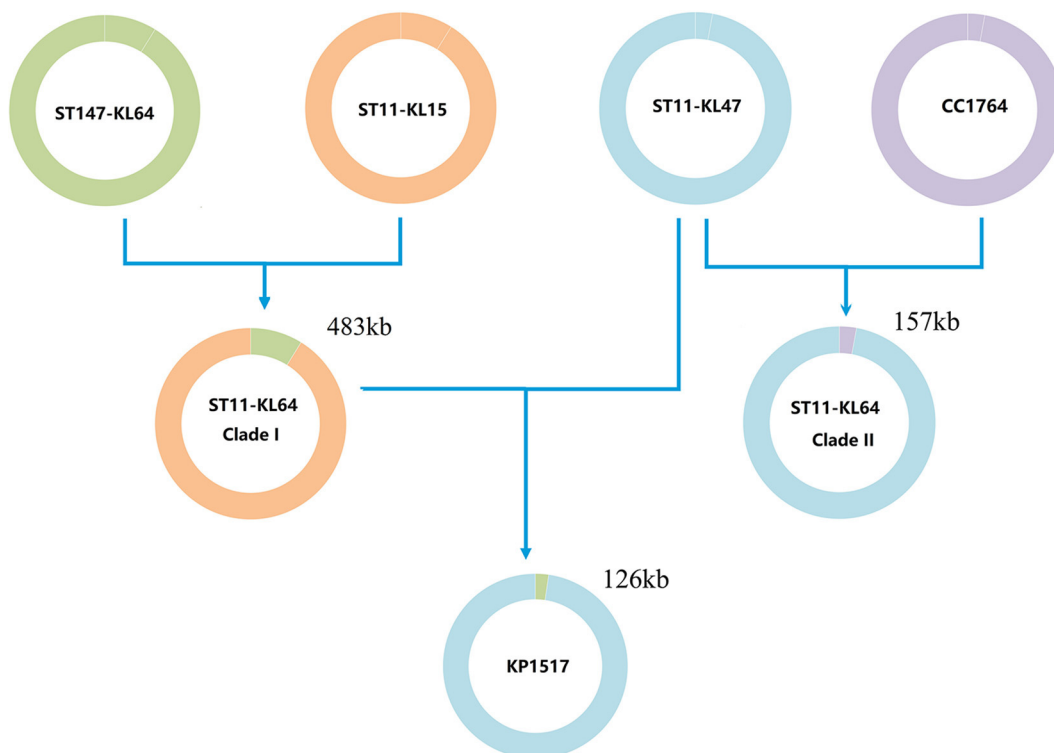 ST147-KL64
ST11-KL15
ST11-KL47
CC1764
483kb
157kb
ST11-KL64
Clade I
ST11-KL64
Clade II
126kb
KP1517